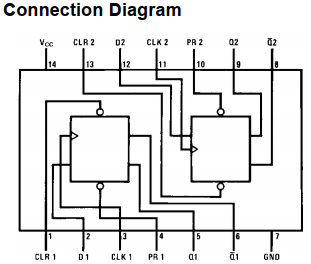 Connection Diagram
VCC CLR 2 D2 CLK 2 PR 2 Q2 Q̅2
14 13 12 11 10 9 8
1 2 3 4 5 6 7
CLR 1 D1 CLK 1 PR 1 Q1 Q̅1 GND